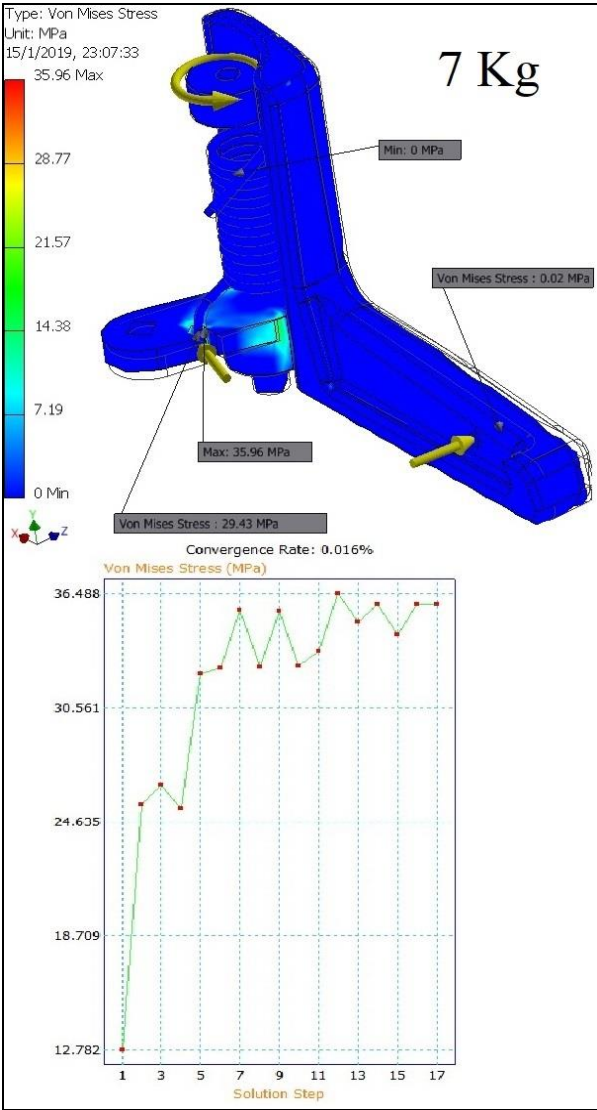 Type: Von Mises Stress
Unit: MPa
15/1/2019, 23:07:33
35.96 Max
7 Kg
28.77
21.57
14.38
7.19
0 Min
Min: 0 MPa
Von Mises Stress : 0.02 MPa
Max: 35.96 MPa
Von Mises Stress : 29.43 MPa
Y
X
Z
Convergence Rate: 0.016%
Von Mises Stress (MPa)
36.488
30.561
24.635
18.709
12.782
1 3 5 7 9 11 13 15 17
Solution Step